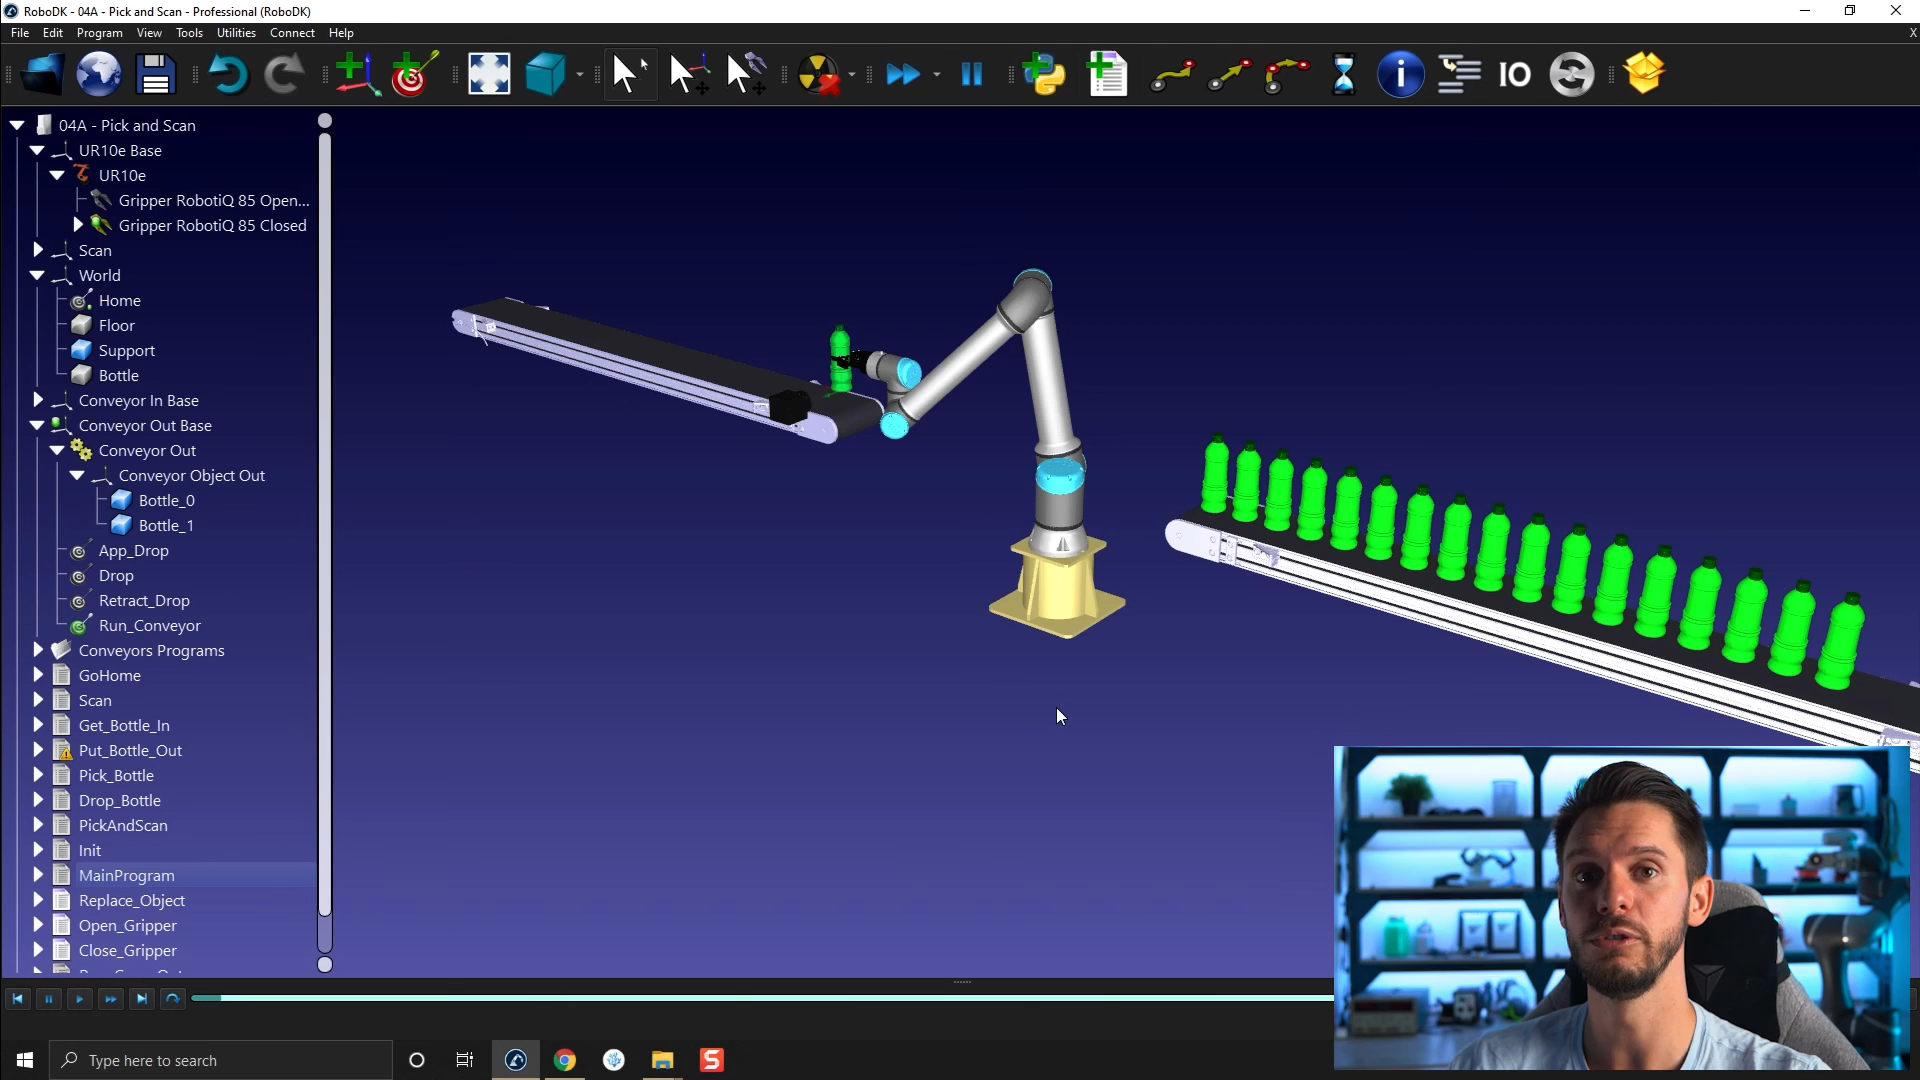 RoboDK - 04A - Pick and Scan - Professional (RoboDK)
File Edit Program View Tools Utilities Connect Help X
IO
04A - Pick and Scan
UR10e Base
UR10e
Gripper RobotiQ 85 Open...
Gripper RobotiQ 85 Closed
Scan
World
Home
Floor
Support
Bottle
Conveyor In Base
Conveyor Out Base
Conveyor Out
Conveyor Object Out
Bottle_0
Bottle_1
App_Drop
Drop
Retract_Drop
Run_Conveyor
Conveyors Programs
GoHome
Scan
Get_Bottle_In
Put_Bottle_Out
Pick_Bottle
Drop_Bottle
PickAndScan
Init
MainProgram
Replace_Object
Open_Gripper
Close_Gripper
Type here to search